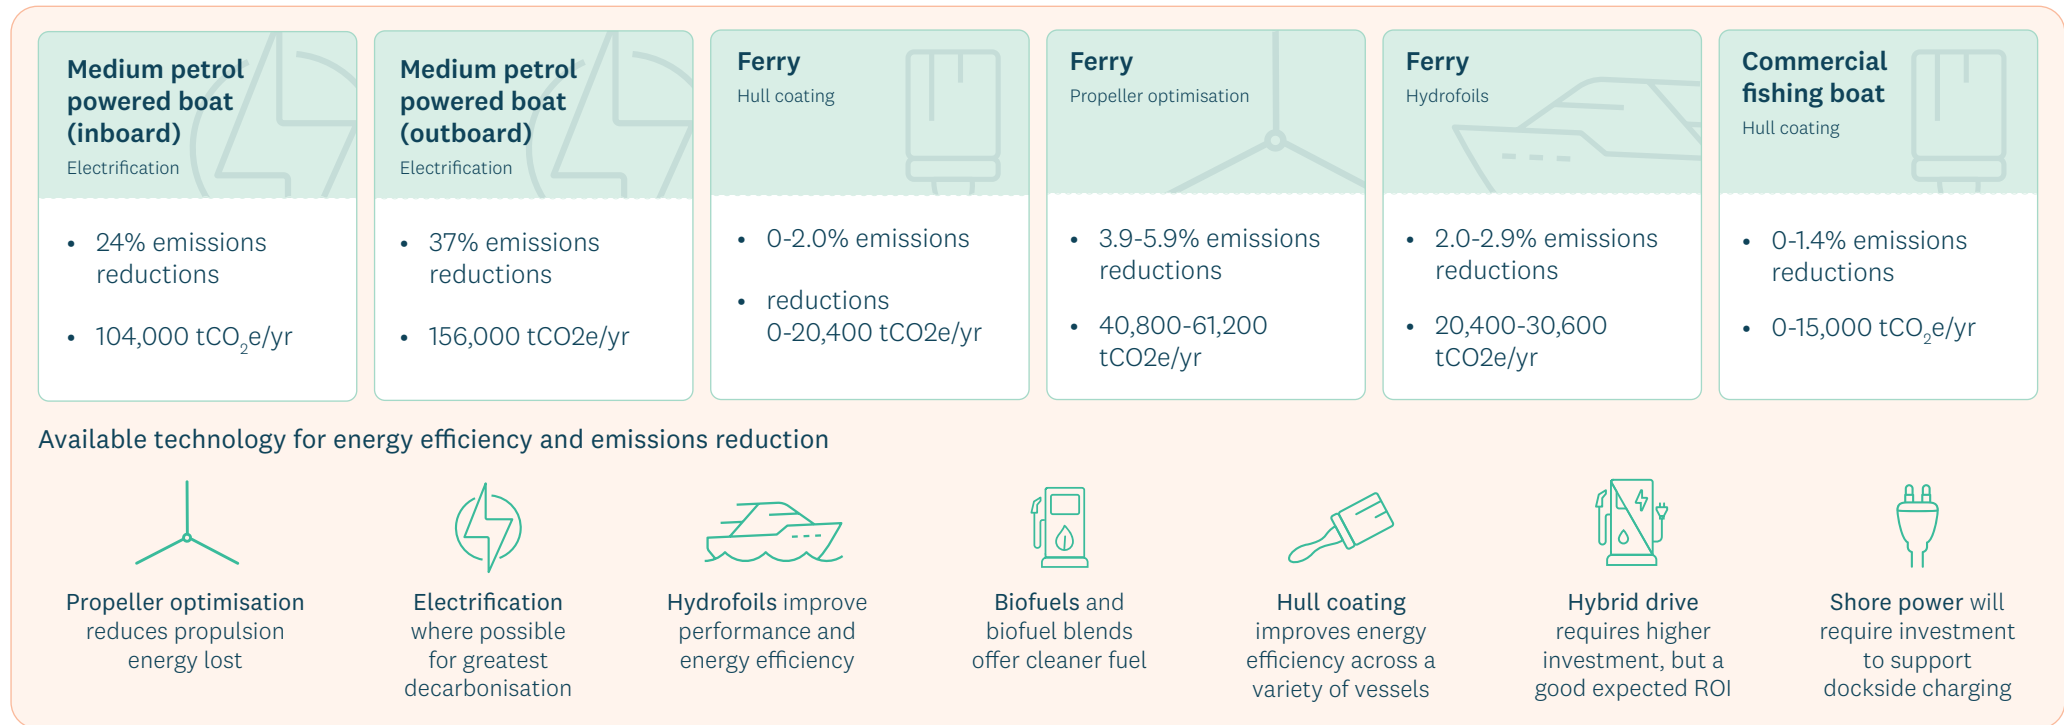 Medium petrol
powered boat
(inboard)
Electrification
• 24% emissions
reductions
• 104,000 tCO₂e/yr
Medium petrol
powered boat
(outboard)
Electrification
• 37% emissions
reductions
• 156,000 tCO2e/yr
Ferry
Hull coating
• 0-2.0% emissions
• reductions
0-20,400 tCO2e/yr
Ferry
Propeller optimisation
• 3.9-5.9% emissions
reductions
• 40,800-61,200
tCO2e/yr
Ferry
Hydrofoils
• 2.0-2.9% emissions
reductions
• 20,400-30,600
tCO2e/yr
Commercial
fishing boat
Hull coating
• 0-1.4% emissions
reductions
• 0-15,000 tCO₂e/yr
Available technology for energy efficiency and emissions reduction
Propeller optimisation
reduces propulsion
energy lost
Electrification
where possible
for greatest
decarbonisation
Hydrofoils improve
performance and
energy efficiency
Biofuels and
biofuel blends
offer cleaner fuel
Hull coating
improves energy
efficiency across a
variety of vessels
Hybrid drive
requires higher
investment, but a
good expected ROI
Shore power will
require investment
to support
dockside charging